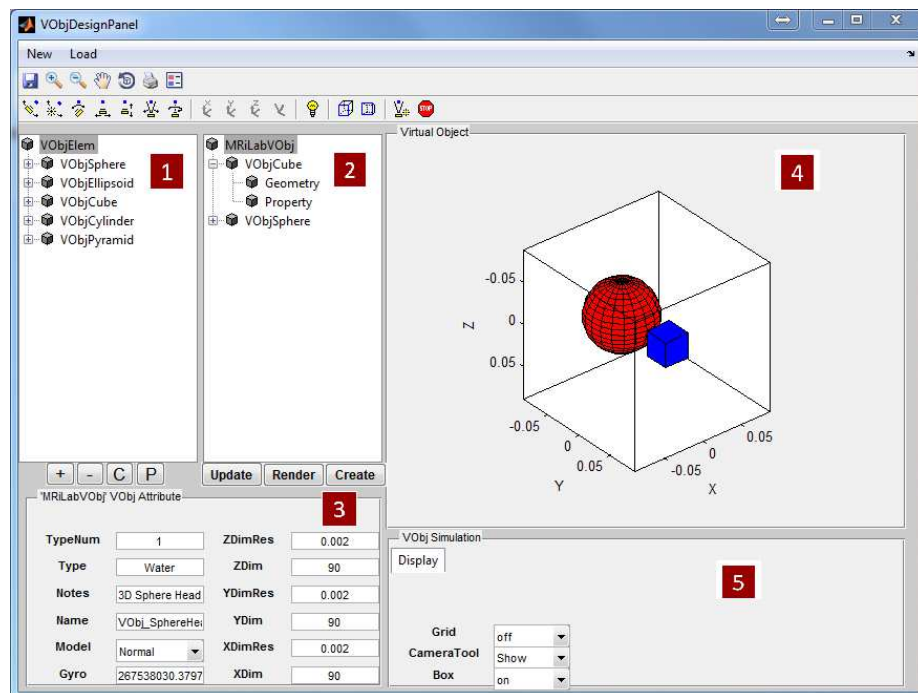 VObjDesignPanel
New Load
VObjElem
VObjSphere
VObjEllipsoid
VObjCube
VObjCylinder
VObjPyramid
1
MRiLabVObj
VObjCube
Geometry
Property
VObjSphere
2
+ - C P
Update Render Create
Virtual Object
4
-0.05
0
0.05
Z
-0.05
0
0.05
Y
-0.05
0
0.05
X
'MRiLabVObj' VObj Attribute
3
TypeNum 1 ZDimRes 0.002
Type Water ZDim 90
Notes 3D Sphere Head YDimRes 0.002
Name VObj_SphereHea YDim 90
Model Normal XDimRes 0.002
Gyro 267538030.3797 XDim 90
VObj Simulation
Display
5
Grid off
CameraTool Show
Box on